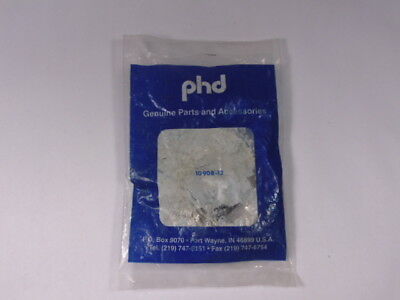 phd
Genuine Parts and Accessories
10908-12
P.O. Box 9070 • Fort Wayne, IN 46899 U.S.A.
Tel. (219) 747-6151 • Fax (219) 747-6754